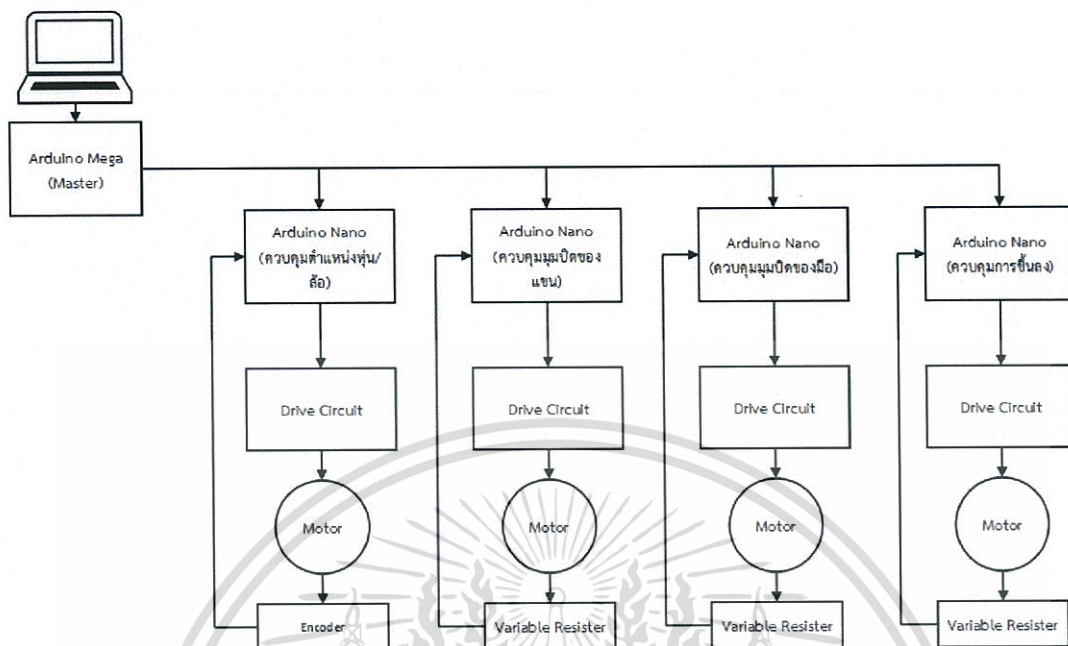 Arduino Mega
(Master)
Arduino Nano
(ควบคุมตำแหน่งหุ่น/
ล้อ)
Arduino Nano
(ควบคุมมุมบิดของ
แขน)
Arduino Nano
(ควบคุมมุมบิดของมือ)
Arduino Nano
(ควบคุมการขึ้นลง)
Drive Circuit
Drive Circuit
Drive Circuit
Drive Circuit
Motor
Motor
Motor
Motor
Encoder
Variable Resister
Variable Resister
Variable Resister